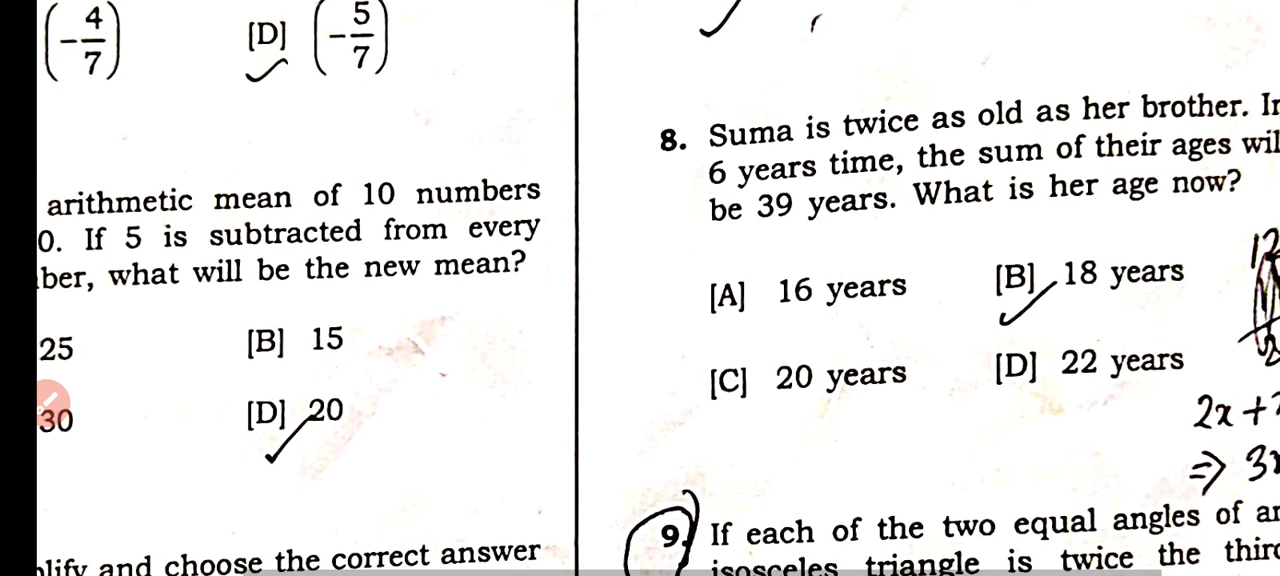 (-4/7) [D] (-5/7)
arithmetic mean of 10 numbers
0. If 5 is subtracted from every
ber, what will be the new mean?
25 [B] 15
30 [D] 20
plify and choose the correct answer
8. Suma is twice as old as her brother. In
6 years time, the sum of their ages wil
be 39 years. What is her age now?
[A] 16 years [B] 18 years
[C] 20 years [D] 22 years
12
2x +
⇒ 3x
9. If each of the two equal angles of an
isosceles triangle is twice the third